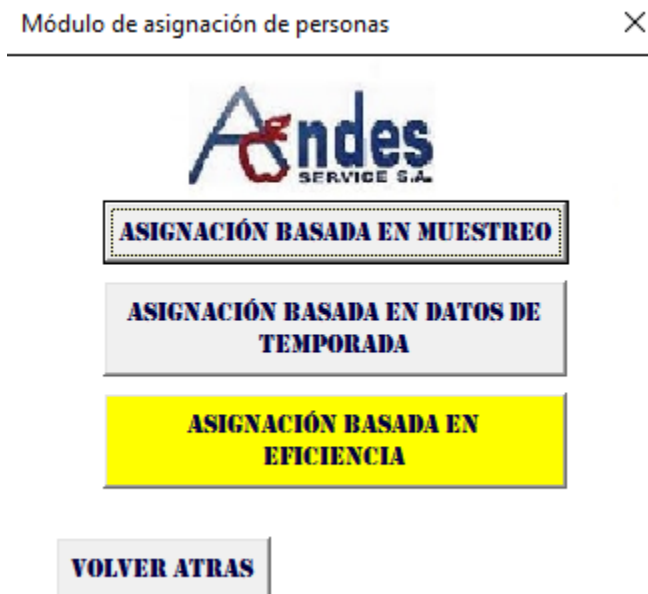 Módulo de asignación de personas
Andes
SERVICE S.A.
ASIGNACIÓN BASADA EN MUESTREO
ASIGNACIÓN BASADA EN DATOS DE
TEMPORADA
ASIGNACIÓN BASADA EN
EFICIENCIA
VOLVER ATRAS